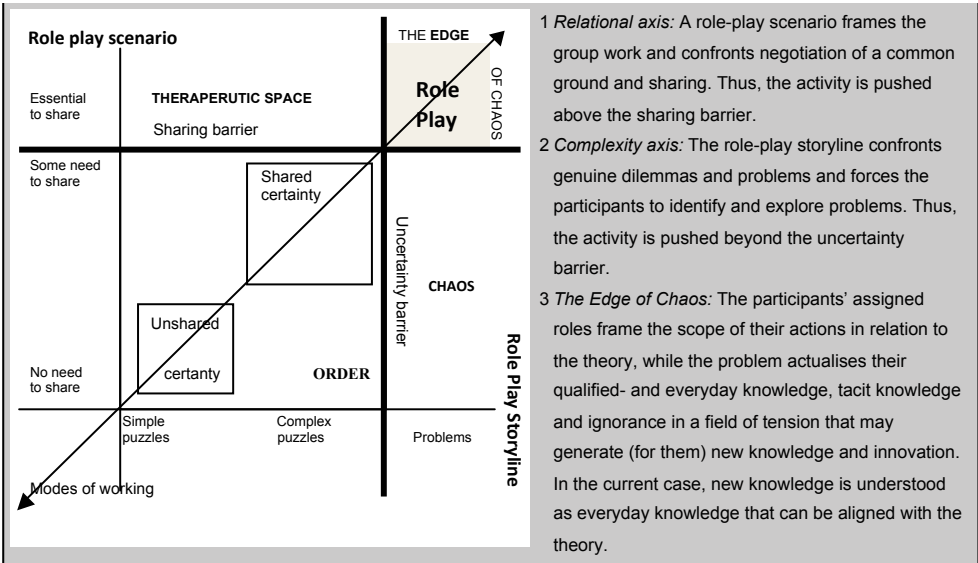 Role play scenario
THE EDGE
OF CHAOS
Essential
to share
THERAPERUTIC SPACE
Sharing barrier
Role
Play
Some need
to share
Shared
certainty
Uncertainty barrier
CHAOS
Unshared
certanty
No need
to share
ORDER
Role Play Storyline
Simple
puzzles
Complex
puzzles
Problems
Modes of working
1 Relational axis: A role-play scenario frames the
group work and confronts negotiation of a common
ground and sharing. Thus, the activity is pushed
above the sharing barrier.
2 Complexity axis: The role-play storyline confronts
genuine dilemmas and problems and forces the
participants to identify and explore problems. Thus,
the activity is pushed beyond the uncertainty
barrier.
3 The Edge of Chaos: The participants’ assigned
roles frame the scope of their actions in relation to
the theory, while the problem actualises their
qualified- and everyday knowledge, tacit knowledge
and ignorance in a field of tension that may
generate (for them) new knowledge and innovation.
In the current case, new knowledge is understood
as everyday knowledge that can be aligned with the
theory.